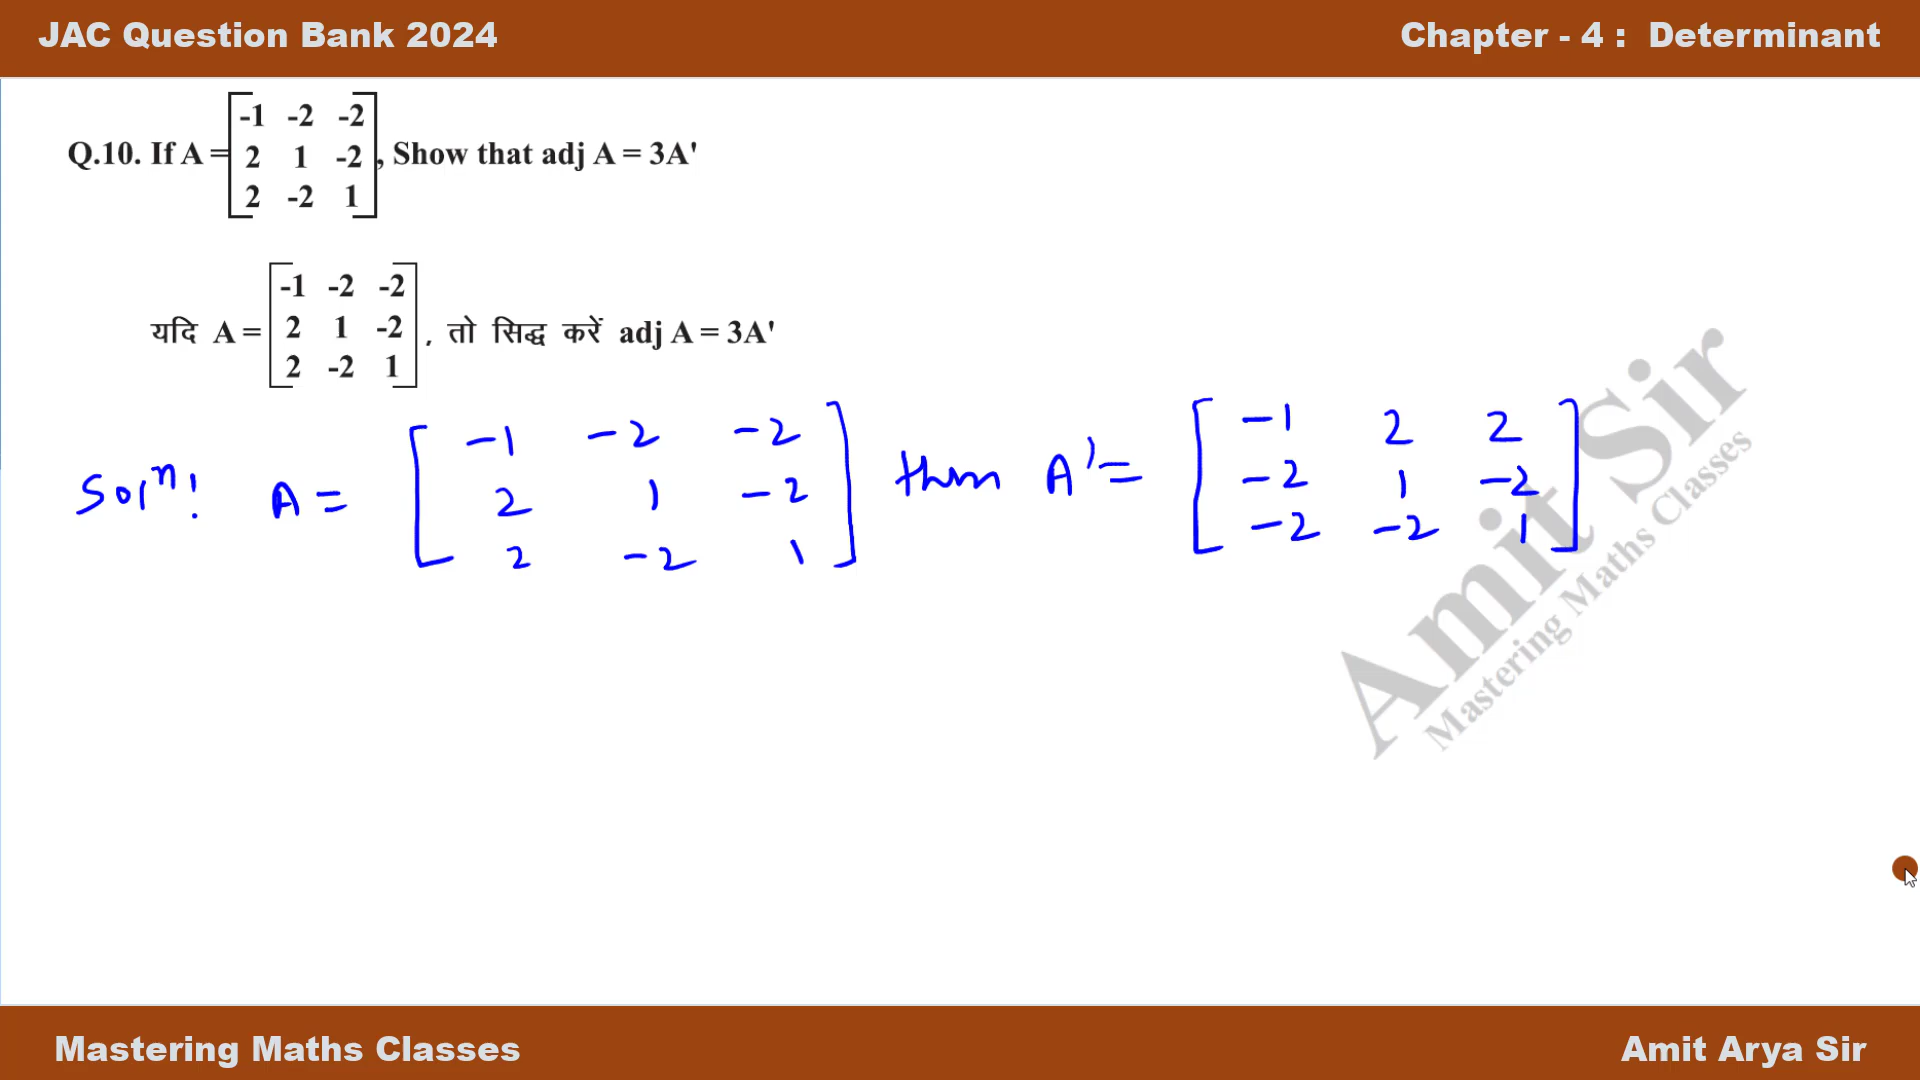 JAC Question Bank 2024
Chapter - 4 : Determinant
Q.10. If A = [-1 -2 -2
2 1 -2
2 -2 1], Show that adj A = 3A'
यदि A = [-1 -2 -2
2 1 -2
2 -2 1], तो सिद्ध करें adj A = 3A'
Solⁿ: A = [-1 -2 -2
2 1 -2
2 -2 1] then A' = [-1 2 2
-2 1 -2
-2 -2 1]
Amit Sir
Mastering Maths Classes
Mastering Maths Classes
Amit Arya Sir